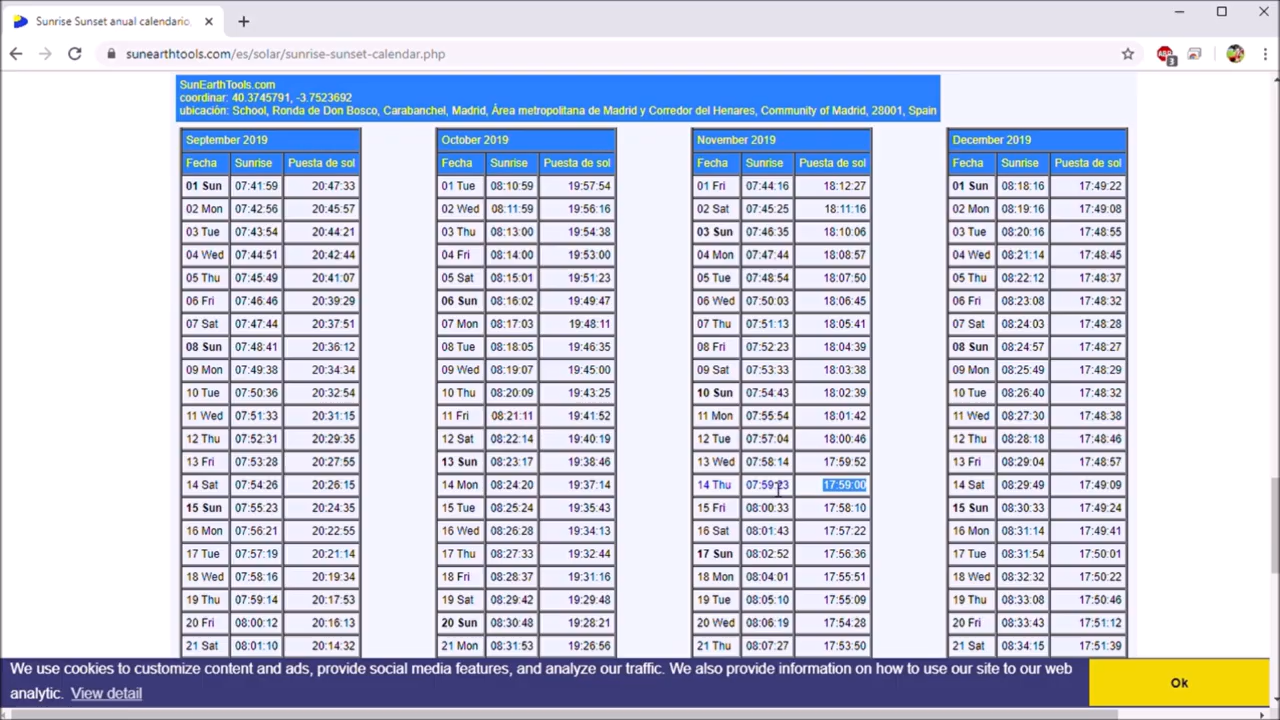 Sunrise Sunset anual calendario,
sunearthtools.com/es/solar/sunrise-sunset-calendar.php
ABP
3
SunEarthTools.com
coordinar: 40.3745791, -3.7523692
ubicación: School, Ronda de Don Bosco, Carabanchel, Madrid, Área metropolitana de Madrid y Corredor del Henares, Community of Madrid, 28001, Spain
September 2019 October 2019 November 2019 December 2019
Fecha Sunrise Puesta de sol Fecha Sunrise Puesta de sol Fecha Sunrise Puesta de sol Fecha Sunrise Puesta de sol
01 Sun 07:41:59 20:47:33 01 Tue 08:10:59 19:57:54 01 Fri 07:44:16 18:12:27 01 Sun 08:18:16 17:49:22
02 Mon 07:42:56 20:45:57 02 Wed 08:11:59 19:56:16 02 Sat 07:45:25 18:11:16 02 Mon 08:19:16 17:49:08
03 Tue 07:43:54 20:44:21 03 Thu 08:13:00 19:54:38 03 Sun 07:46:35 18:10:06 03 Tue 08:20:16 17:48:55
04 Wed 07:44:51 20:42:44 04 Fri 08:14:00 19:53:00 04 Mon 07:47:44 18:08:57 04 Wed 08:21:14 17:48:45
05 Thu 07:45:49 20:41:07 05 Sat 08:15:01 19:51:23 05 Tue 07:48:54 18:07:50 05 Thu 08:22:12 17:48:37
06 Fri 07:46:46 20:39:29 06 Sun 08:16:02 19:49:47 06 Wed 07:50:03 18:06:45 06 Fri 08:23:08 17:48:32
07 Sat 07:47:44 20:37:51 07 Mon 08:17:03 19:48:11 07 Thu 07:51:13 18:05:41 07 Sat 08:24:03 17:48:28
08 Sun 07:48:41 20:36:12 08 Tue 08:18:05 19:46:35 08 Fri 07:52:23 18:04:39 08 Sun 08:24:57 17:48:27
09 Mon 07:49:38 20:34:34 09 Wed 08:19:07 19:45:00 09 Sat 07:53:33 18:03:38 09 Mon 08:25:49 17:48:29
10 Tue 07:50:36 20:32:54 10 Thu 08:20:09 19:43:25 10 Sun 07:54:43 18:02:39 10 Tue 08:26:40 17:48:32
11 Wed 07:51:33 20:31:15 11 Fri 08:21:11 19:41:52 11 Mon 07:55:54 18:01:42 11 Wed 08:27:30 17:48:38
12 Thu 07:52:31 20:29:35 12 Sat 08:22:14 19:40:19 12 Tue 07:57:04 18:00:46 12 Thu 08:28:18 17:48:46
13 Fri 07:53:28 20:27:55 13 Sun 08:23:17 19:38:46 13 Wed 07:58:14 17:59:52 13 Fri 08:29:04 17:48:57
14 Sat 07:54:26 20:26:15 14 Mon 08:24:20 19:37:14 14 Thu 07:59:23 17:59:00 14 Sat 08:29:49 17:49:09
15 Sun 07:55:23 20:24:35 15 Tue 08:25:24 19:35:43 15 Fri 08:00:33 17:58:10 15 Sun 08:30:33 17:49:24
16 Mon 07:56:21 20:22:55 16 Wed 08:26:28 19:34:13 16 Sat 08:01:43 17:57:22 16 Mon 08:31:14 17:49:41
17 Tue 07:57:19 20:21:14 17 Thu 08:27:33 19:32:44 17 Sun 08:02:52 17:56:36 17 Tue 08:31:54 17:50:01
18 Wed 07:58:16 20:19:34 18 Fri 08:28:37 19:31:16 18 Mon 08:04:01 17:55:51 18 Wed 08:32:32 17:50:22
19 Thu 07:59:14 20:17:53 19 Sat 08:29:42 19:29:48 19 Tue 08:05:10 17:55:09 19 Thu 08:33:08 17:50:46
20 Fri 08:00:12 20:16:13 20 Sun 08:30:48 19:28:21 20 Wed 08:06:19 17:54:28 20 Fri 08:33:43 17:51:12
21 Sat 08:01:10 20:14:32 21 Mon 08:31:53 19:26:56 21 Thu 08:07:27 17:53:50 21 Sat 08:34:15 17:51:39
We use cookies to customize content and ads, provide social media features, and analyze our traffic. We also provide information on how to use our site to our web
analytic. View detail
Ok